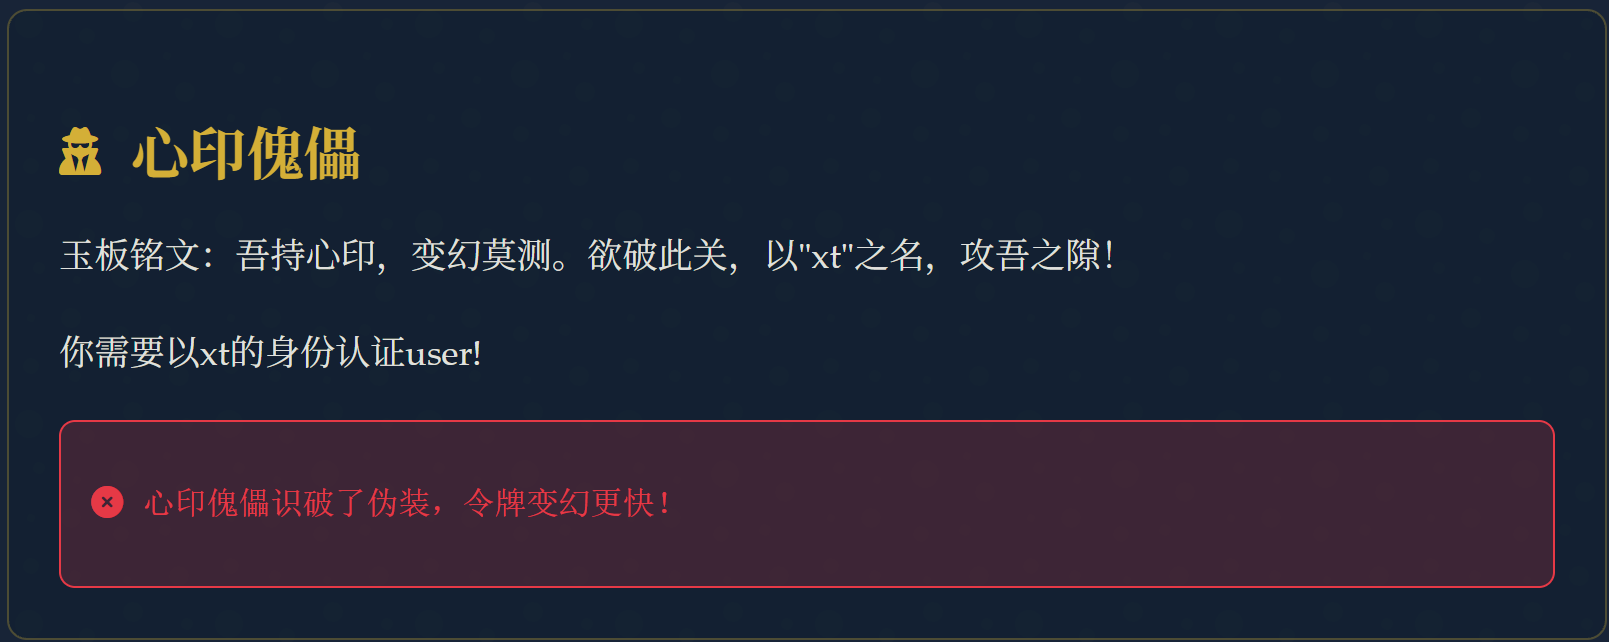 心印傀儡
玉板铭文：吾持心印，变幻莫测。欲破此关，以"xt"之名，攻吾之隙！
你需要以xt的身份认证user!
心印傀儡识破了伪装，令牌变幻更快！